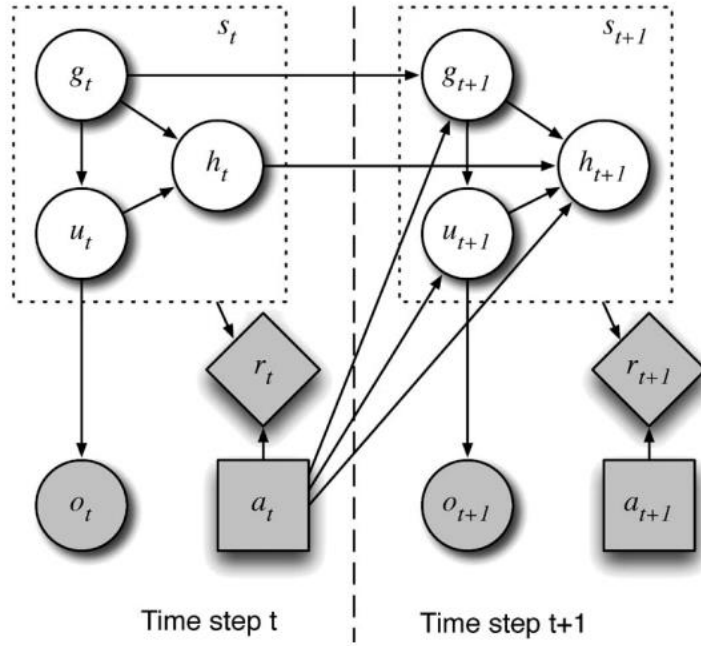 s_t
s_{t+1}
g_t
g_{t+1}
h_t
h_{t+1}
u_t
u_{t+1}
r_t
r_{t+1}
o_t
a_t
o_{t+1}
a_{t+1}
Time step t
Time step t+1